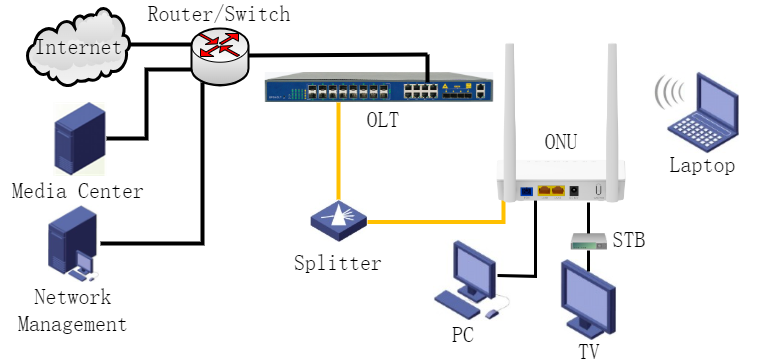 Router/Switch
Internet
OLT
ONU
Laptop
Media Center
Splitter
STB
Network
Management
PC
TV